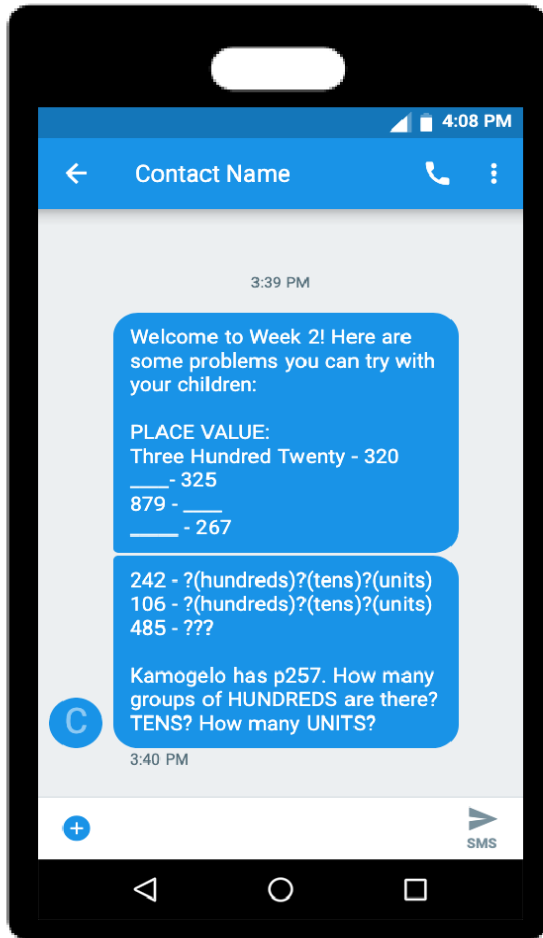 4:08 PM
Contact Name
3:39 PM
Welcome to Week 2! Here are
some problems you can try with
your children:
PLACE VALUE:
Three Hundred Twenty - 320
____- 325
879 - ____
_____ - 267
242 - ?(hundreds)?(tens)?(units)
106 - ?(hundreds)?(tens)?(units)
485 - ???
Kamogelo has p257. How many
groups of HUNDREDS are there?
TENS? How many UNITS?
C
3:40 PM
SMS